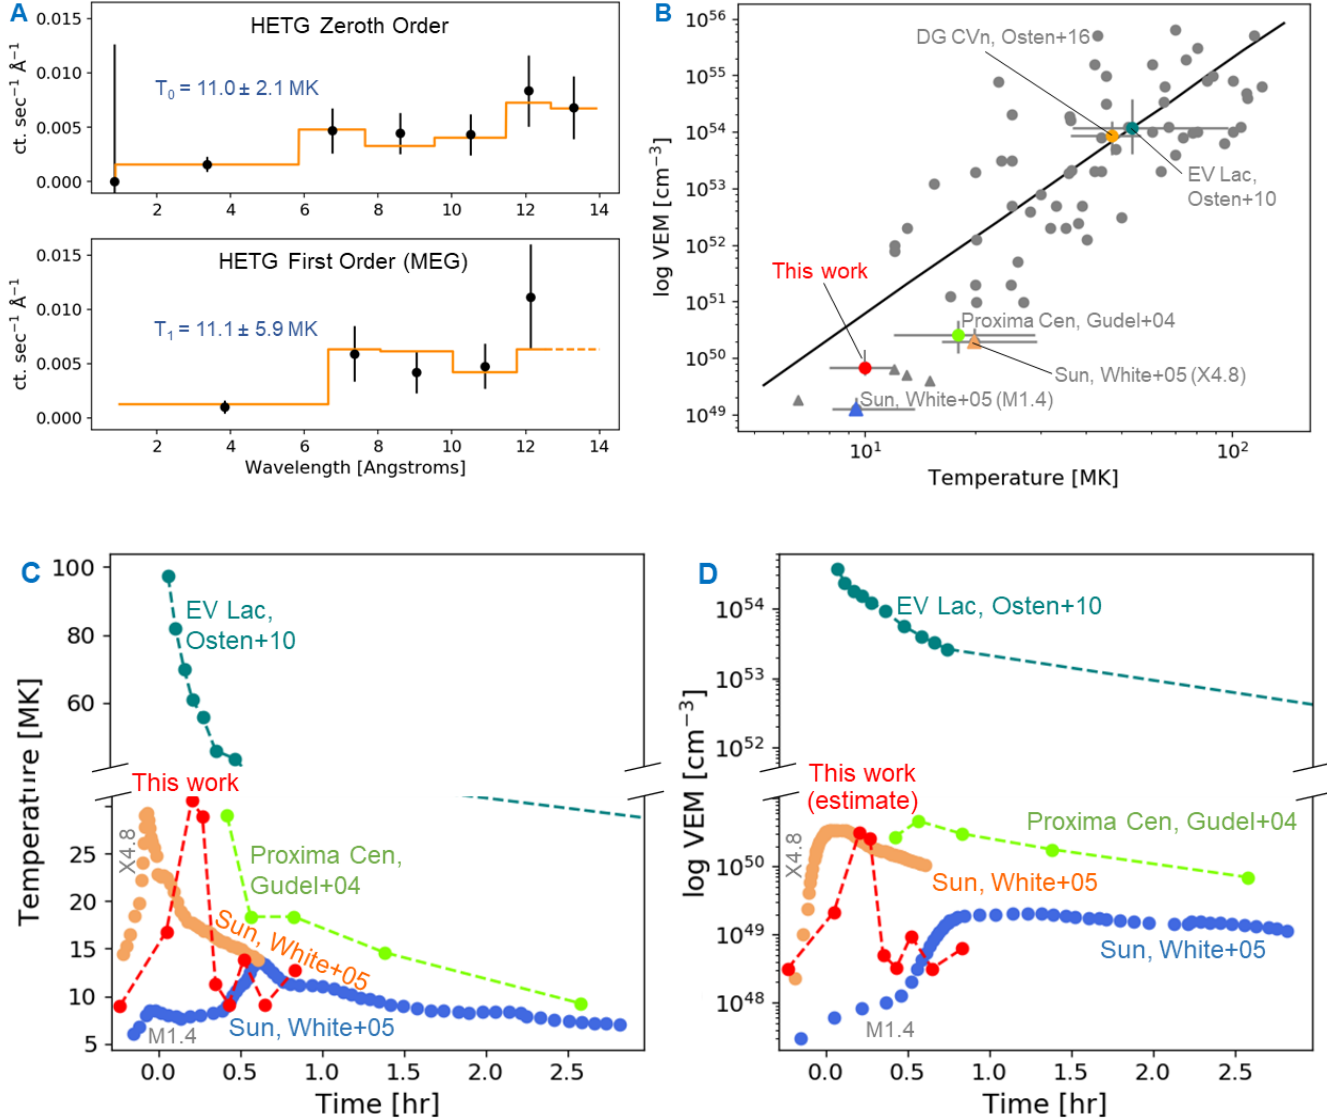 A
HETG Zeroth Order
T₀ = 11.0 ± 2.1 MK
ct. sec⁻¹ Å⁻¹
0.015
0.010
0.005
0.000
2 4 6 8 10 12 14
HETG First Order (MEG)
T₁ = 11.1 ± 5.9 MK
ct. sec⁻¹ Å⁻¹
0.015
0.010
0.005
0.000
2 4 6 8 10 12 14
Wavelength [Angstroms]
B
log VEM [cm⁻³]
10⁵⁶
10⁵⁵
10⁵⁴
10⁵³
10⁵²
10⁵¹
10⁵⁰
10⁴⁹
DG CVn, Osten+16
EV Lac,
Osten+10
This work
Proxima Cen, Gudel+04
Sun, White+05 (X4.8)
Sun, White+05 (M1.4)
10¹ 10²
Temperature [MK]
C
Temperature [MK]
100
80
60
25
20
15
10
5
EV Lac,
Osten+10
This work
X4.8
Proxima Cen,
Gudel+04
Sun, White+05
Sun, White+05
M1.4
0.0 0.5 1.0 1.5 2.0 2.5
Time [hr]
D
log VEM [cm⁻³]
10⁵⁴
10⁵³
10⁵²
10⁵⁰
10⁴⁹
10⁴⁸
EV Lac, Osten+10
This work
(estimate)
X4.8
Proxima Cen, Gudel+04
Sun, White+05
Sun, White+05
M1.4
0.0 0.5 1.0 1.5 2.0 2.5
Time [hr]